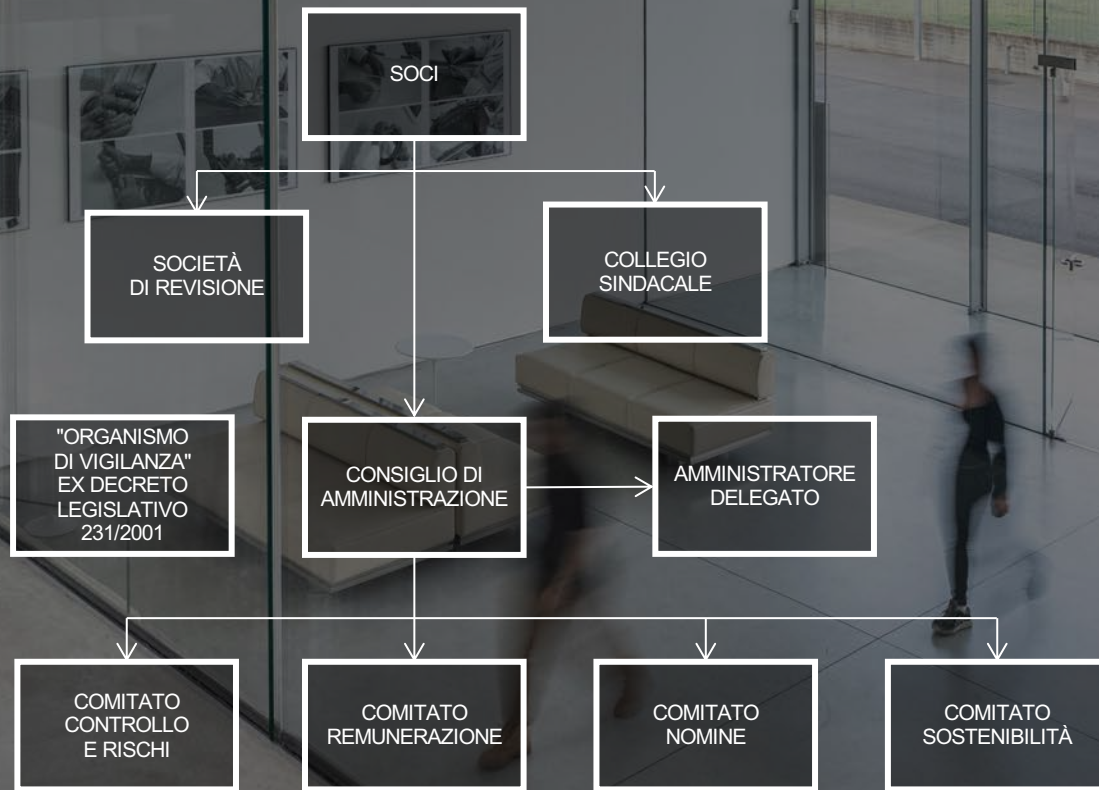 SOCI
SOCIETÀ
DI REVISIONE
COLLEGIO
SINDACALE
"ORGANISMO
DI VIGILANZA"
EX DECRETO
LEGISLATIVO
231/2001
CONSIGLIO DI
AMMINISTRAZIONE
AMMINISTRATORE
DELEGATO
COMITATO
CONTROLLO
E RISCHI
COMITATO
REMUNERAZIONE
COMITATO
NOMINE
COMITATO
SOSTENIBILITÀ